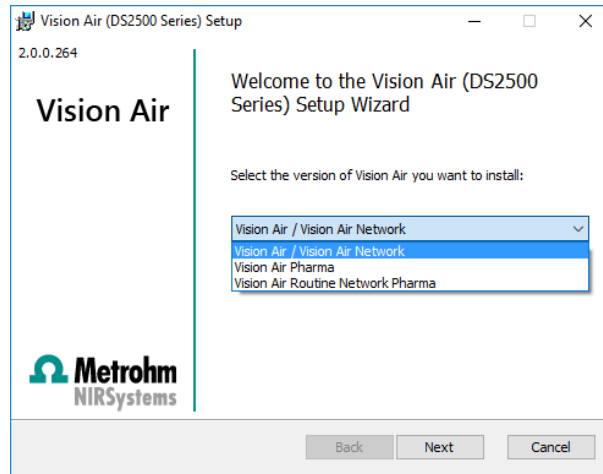 Vision Air (DS2500 Series) Setup
2.0.0.264
Vision Air
Welcome to the Vision Air (DS2500
Series) Setup Wizard
Select the version of Vision Air you want to install:
Vision Air / Vision Air Network
Vision Air / Vision Air Network
Vision Air Pharma
Vision Air Routine Network Pharma
Metrohm
NIRSystems
Back Next Cancel